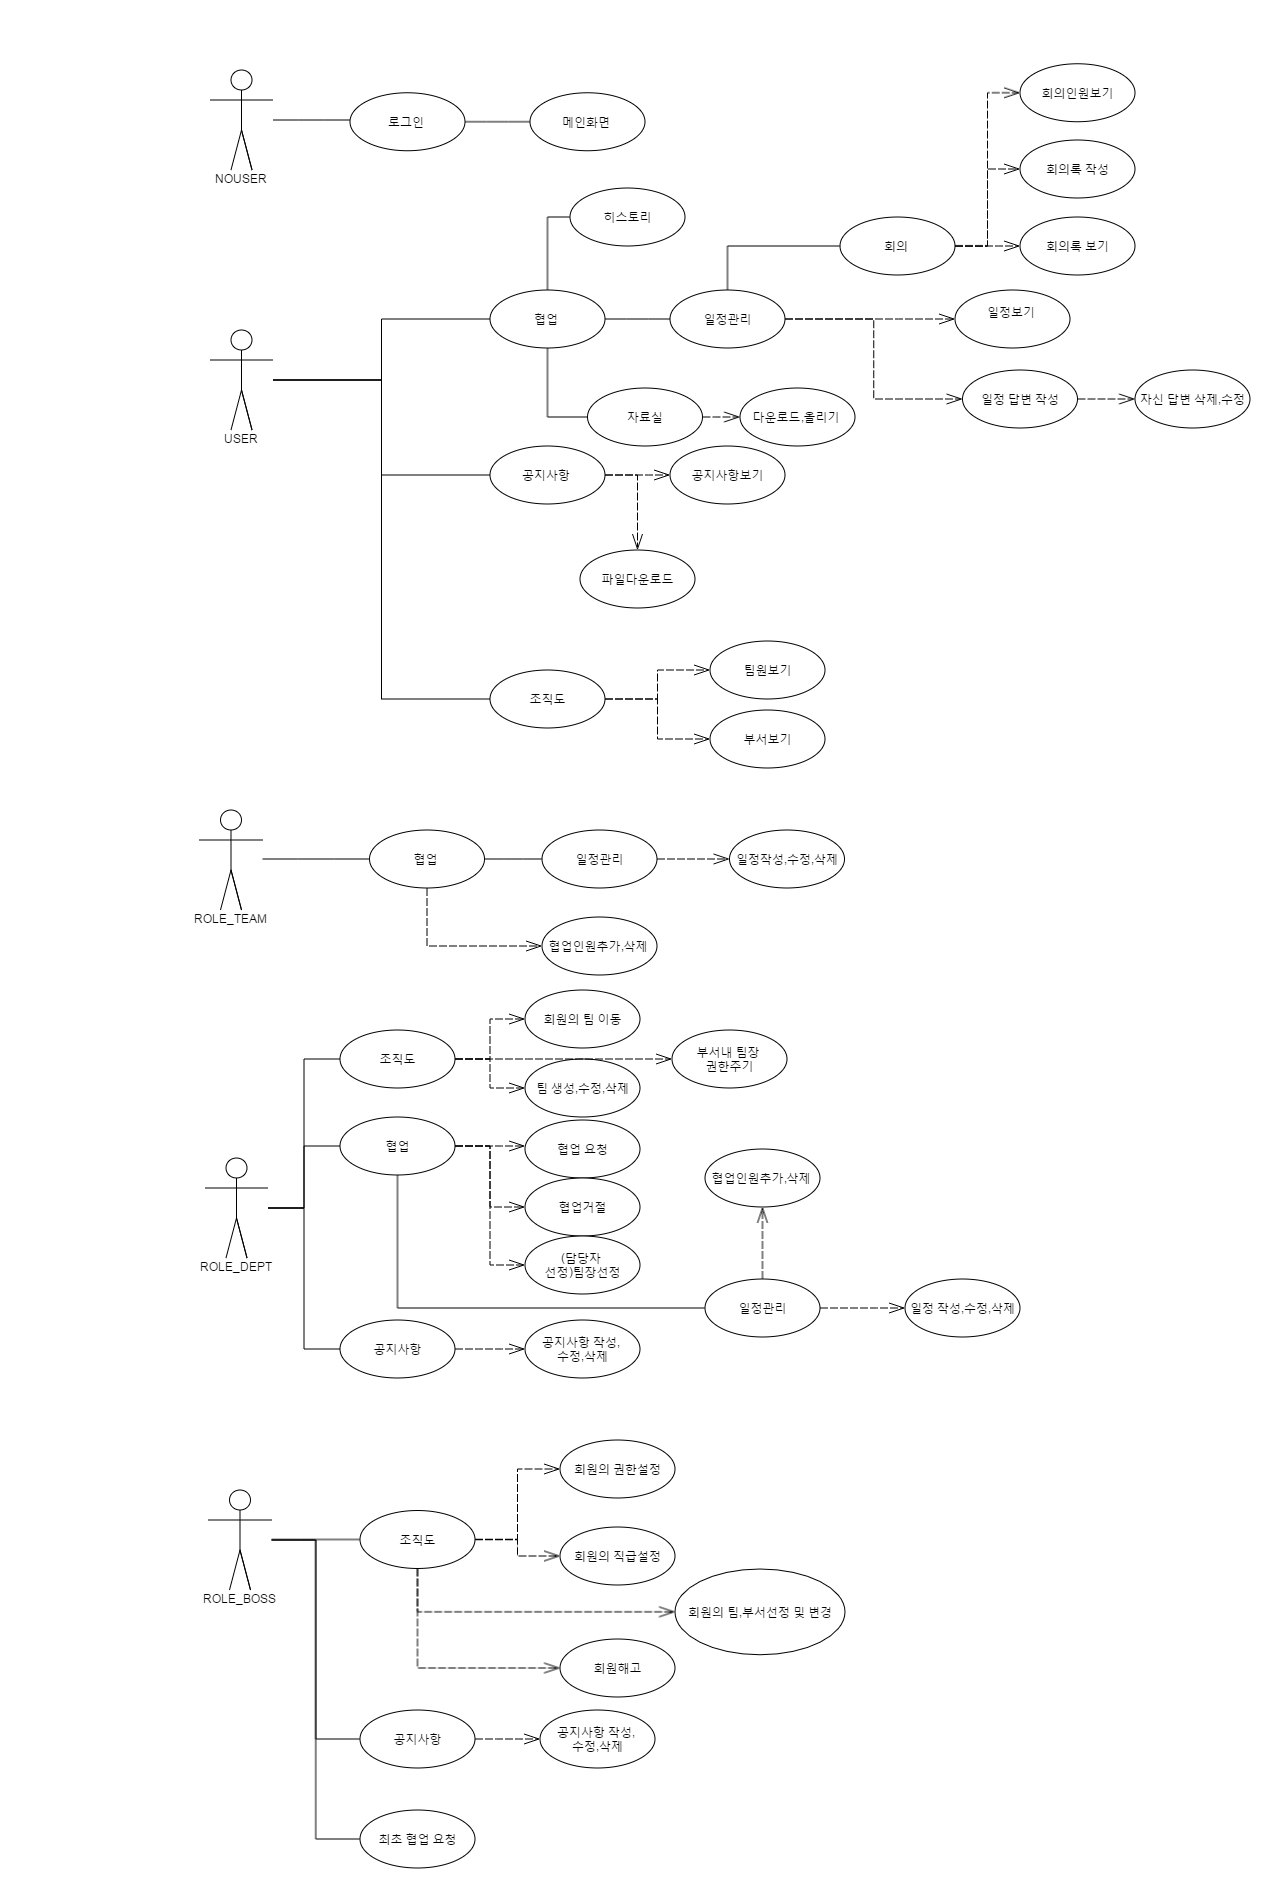 로그인
메인화면
NOUSER
회의인원보기
회의록 작성
회의록 보기
히스토리
회의
협업
일정관리
일정보기
USER
일정 답변 작성
자신 답변 삭제,수정
자료실
다운로드,올리기
공지사항
공지사항보기
파일다운로드
조직도
팀원보기
부서보기
ROLE_TEAM
협업
일정관리
일정작성,수정,삭제
협업인원추가,삭제
회원의 팀 이동
조직도
부서내 팀장
권한주기
팀 생성,수정,삭제
협업
협업 요청
협업거절
(담당자
선정)팀장선정
협업인원추가,삭제
ROLE_DEPT
일정관리
일정 작성,수정,삭제
공지사항
공지사항 작성,
수정,삭제
회원의 권한설정
조직도
회원의 직급설정
ROLE_BOSS
회원의 팀,부서선정 및 변경
회원해고
공지사항
공지사항 작성,
수정,삭제
최초 협업 요청